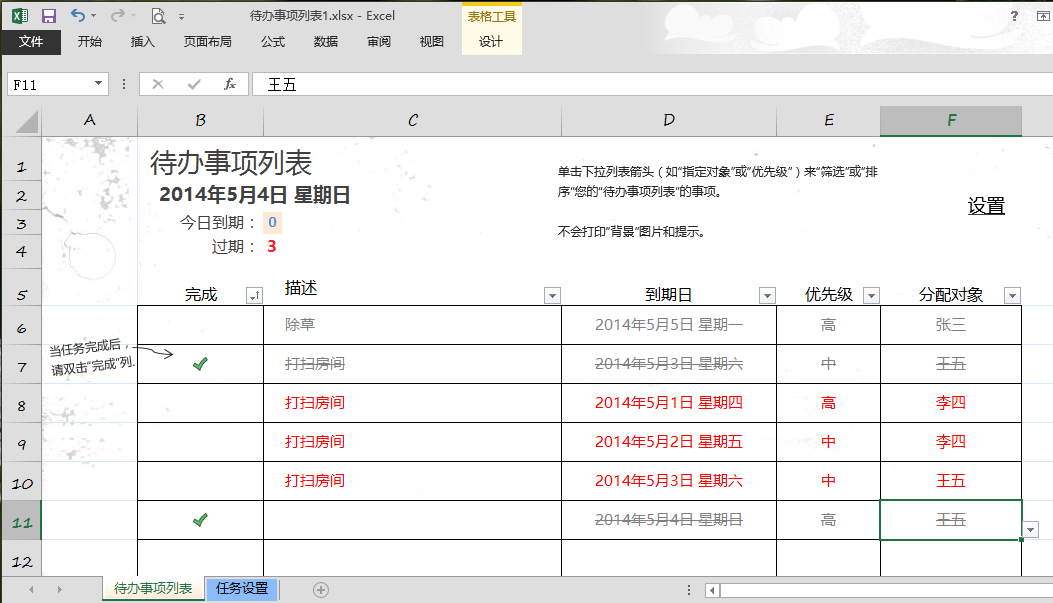 待办事项列表1.xlsx - Excel
表格工具
?
文件 开始 插入 页面布局 公式 数据 审阅 视图 设计
F11 fx 王五
A B C D E F
1 待办事项列表
单击下拉列表箭头（如“指定对象”或“优先级”）来“筛选”或“排
序”您的“待办事项列表”的事项。
2 2014年5月4日 星期日
设置
3 今日到期： 0
不会打印“背景”图片和提示。
4 过期： 3
5 完成 描述 到期日 优先级 分配对象
6 除草 2014年5月5日 星期一 高 张三
当任务完成后，
请双击“完成”列.
7 打扫房间 2014年5月3日 星期六 中 王五
8 打扫房间 2014年5月1日 星期四 高 李四
9 打扫房间 2014年5月2日 星期五 中 李四
10 打扫房间 2014年5月3日 星期六 中 王五
11 2014年5月4日 星期日 高 王五
12
待办事项列表 任务设置